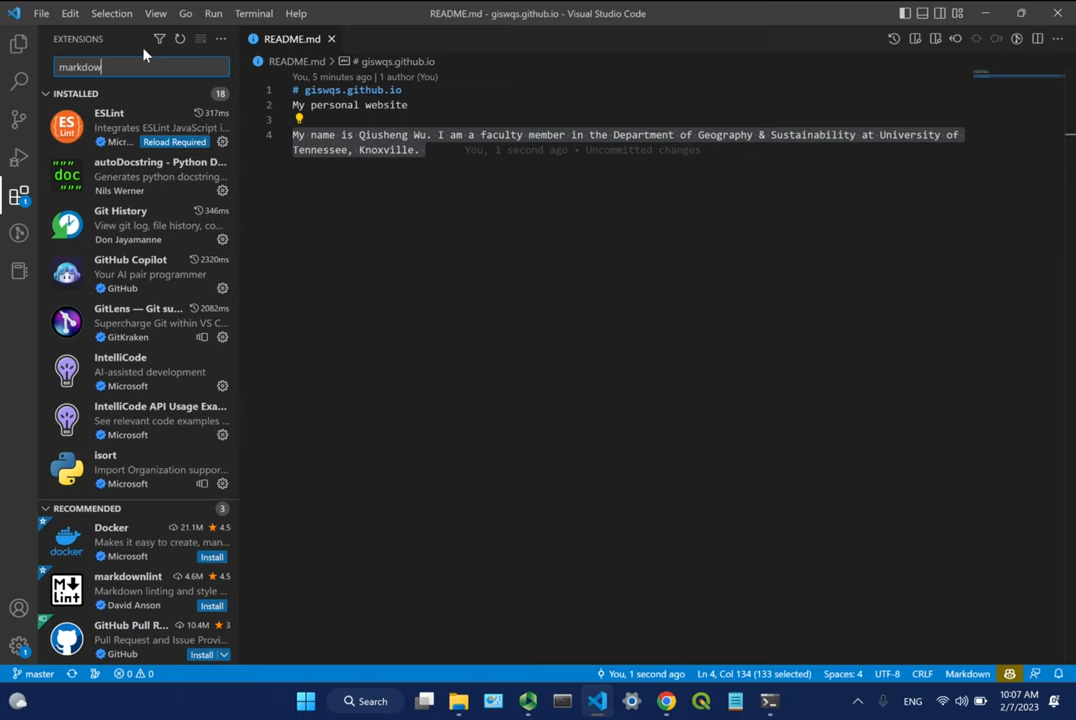 File Edit Selection View Go Run Terminal Help README.md - giswqs.github.io - Visual Studio Code
EXTENSIONS
README.md
markdow
README.md > # giswqs.github.io
You, 5 minutes ago | 1 author (You)
1 # giswqs.github.io
2 My personal website
3
4 My name is Qiusheng Wu. I am a faculty member in the Department of Geography & Sustainability at University of
Tennessee, Knoxville. You, 1 second ago • Uncommitted changes
INSTALLED 18
ESLint 317ms
Integrates ESLint JavaScript i...
Micr... Reload Required
autoDocstring - Python D...
Generates python docstring...
Nils Werner
Git History 346ms
View git log, file history, co...
Don Jayamanne
GitHub Copilot 2320ms
Your AI pair programmer
GitHub
GitLens — Git su... 2082ms
Supercharge Git within VS C...
GitKraken
IntelliCode
AI-assisted development
Microsoft
IntelliCode API Usage Exa...
See relevant code examples ...
Microsoft
isort
Import Organization suppor...
Microsoft
RECOMMENDED 3
Docker 21.1M 4.5
Makes it easy to create, man...
Microsoft Install
markdownlint 4.6M 4.5
Markdown linting and style ...
David Anson Install
GitHub Pull R... 10.4M 3
Pull Request and Issue Provi...
GitHub Install
master 0 0 You, 1 second ago Ln 4, Col 134 (133 selected) Spaces: 4 UTF-8 CRLF Markdown
Search ENG 10:07 AM
2/7/2023